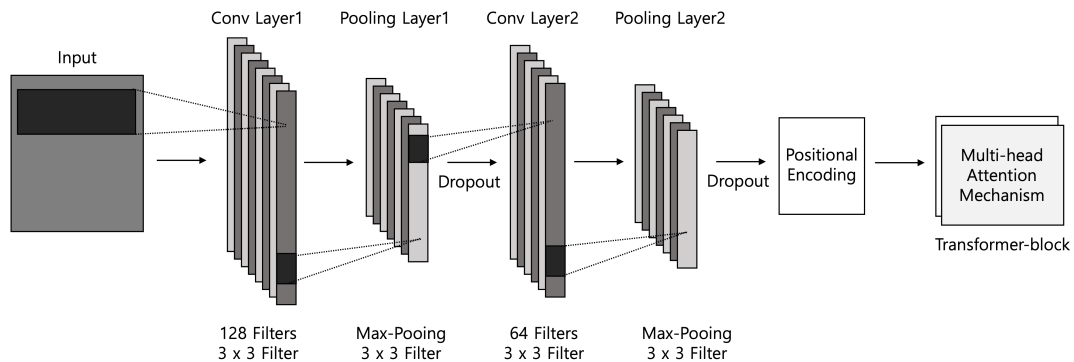 Conv Layer1
Pooling Layer1
Conv Layer2
Pooling Layer2
Input
Dropout
Dropout
Positional
Encoding
Multi-head
Attention
Mechanism
Transformer-block
128 Filters
3 x 3 Filter
Max-Pooing
3 x 3 Filter
64 Filters
3 x 3 Filter
Max-Pooing
3 x 3 Filter